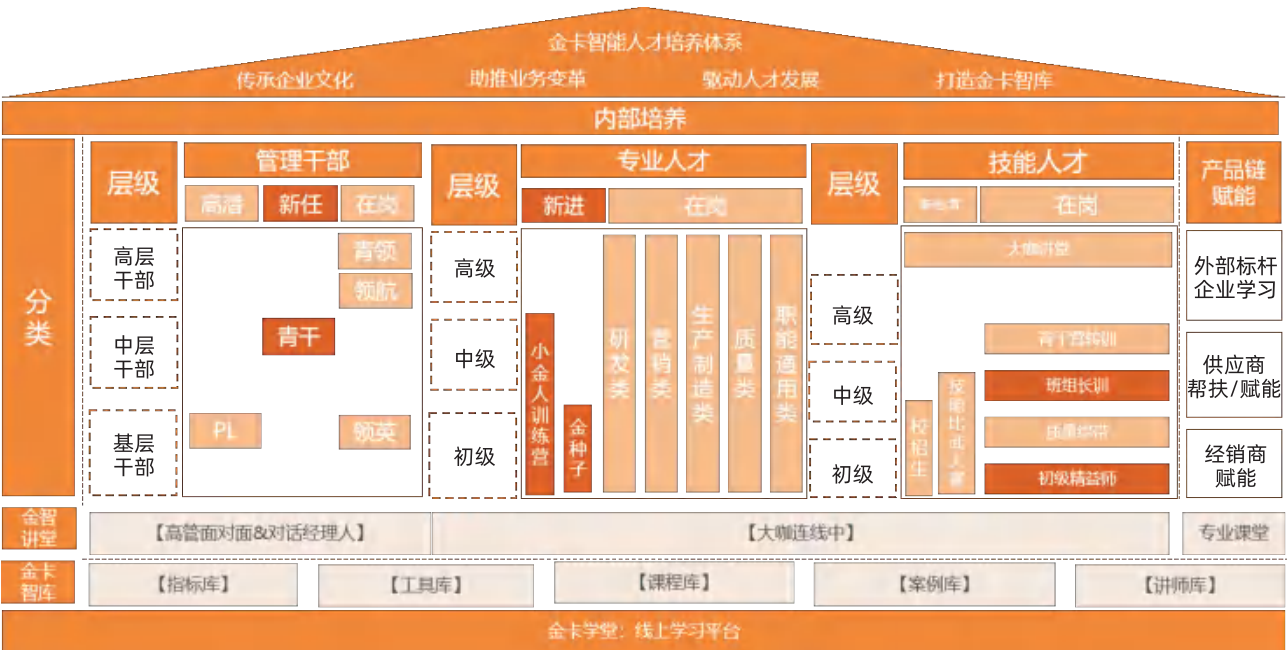 金卡智能人才培养体系
传承企业文化
助推业务变革
驱动人才发展
打造金卡智库
内部培养
分类
层级
管理干部
高潜
新任
在岗
高层
干部
中层
干部
基层
干部
青领
领航
青干
PL
领英
层级
专业人才
新进
在岗
高级
中级
初级
小金人训练营
金种子
研发类
营销类
生产制造类
质量类
职能通用类
层级
技能人才
在岗
高级
中级
初级
大咖讲堂
班组长训
初级精益师
校招生
产品链
赋能
外部标杆
企业学习
供应商
帮扶/赋能
经销商
赋能
金智
讲堂
【高管面对面&对话经理人】
【大咖连线中】
专业课堂
金卡
智库
【指标库】
【工具库】
【课程库】
【案例库】
【讲师库】
金卡学堂：线上学习平台